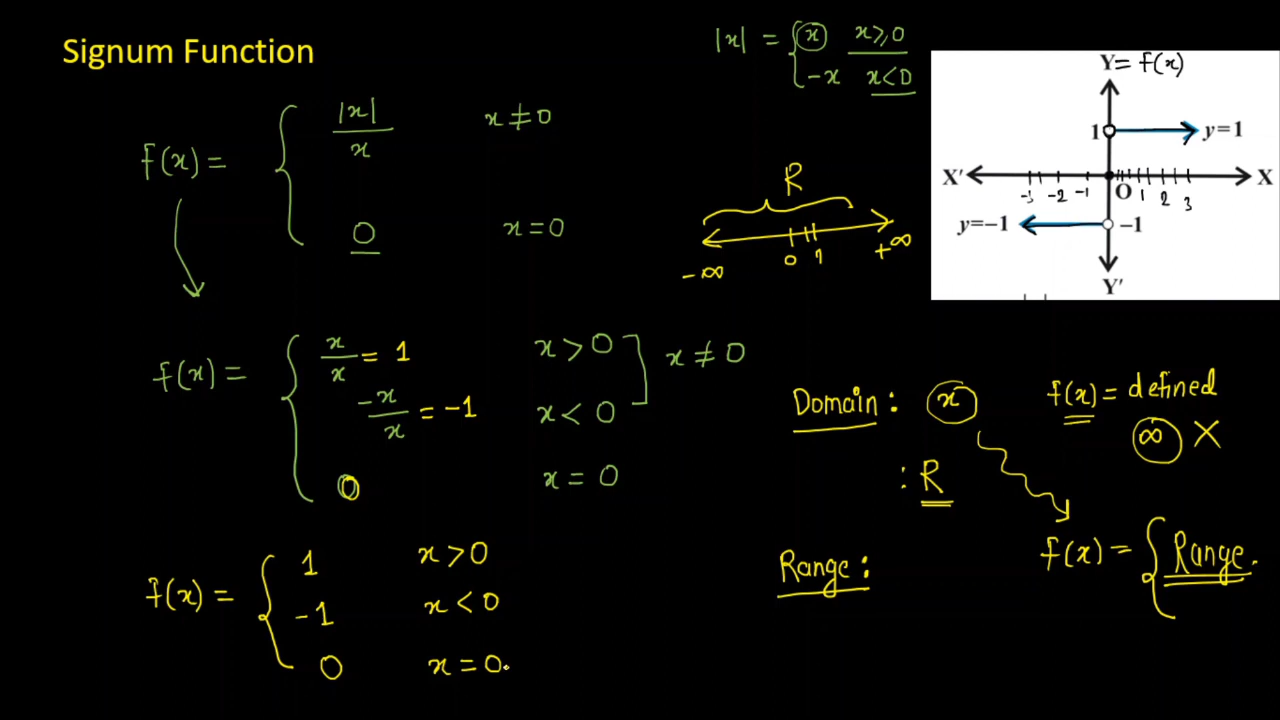 Signum Function
|x| = { x x≥0
-x x<0
f(x) = { |x|/x x≠0
0 x=0
f(x) = { x/x = 1 x>0
-x/x = -1 x<0
] x≠0
0 x=0
f(x) = { 1 x>0
-1 x<0
0 x=0.
R
-∞ 0 1 +∞
Y = f(x)
1 y=1
X′ -3 -2 -1 O 1 2 3 X
y=−1 −1
Y′
Domain : x f(x) = defined
∞ X
: R
Range : f(x) = { Range.